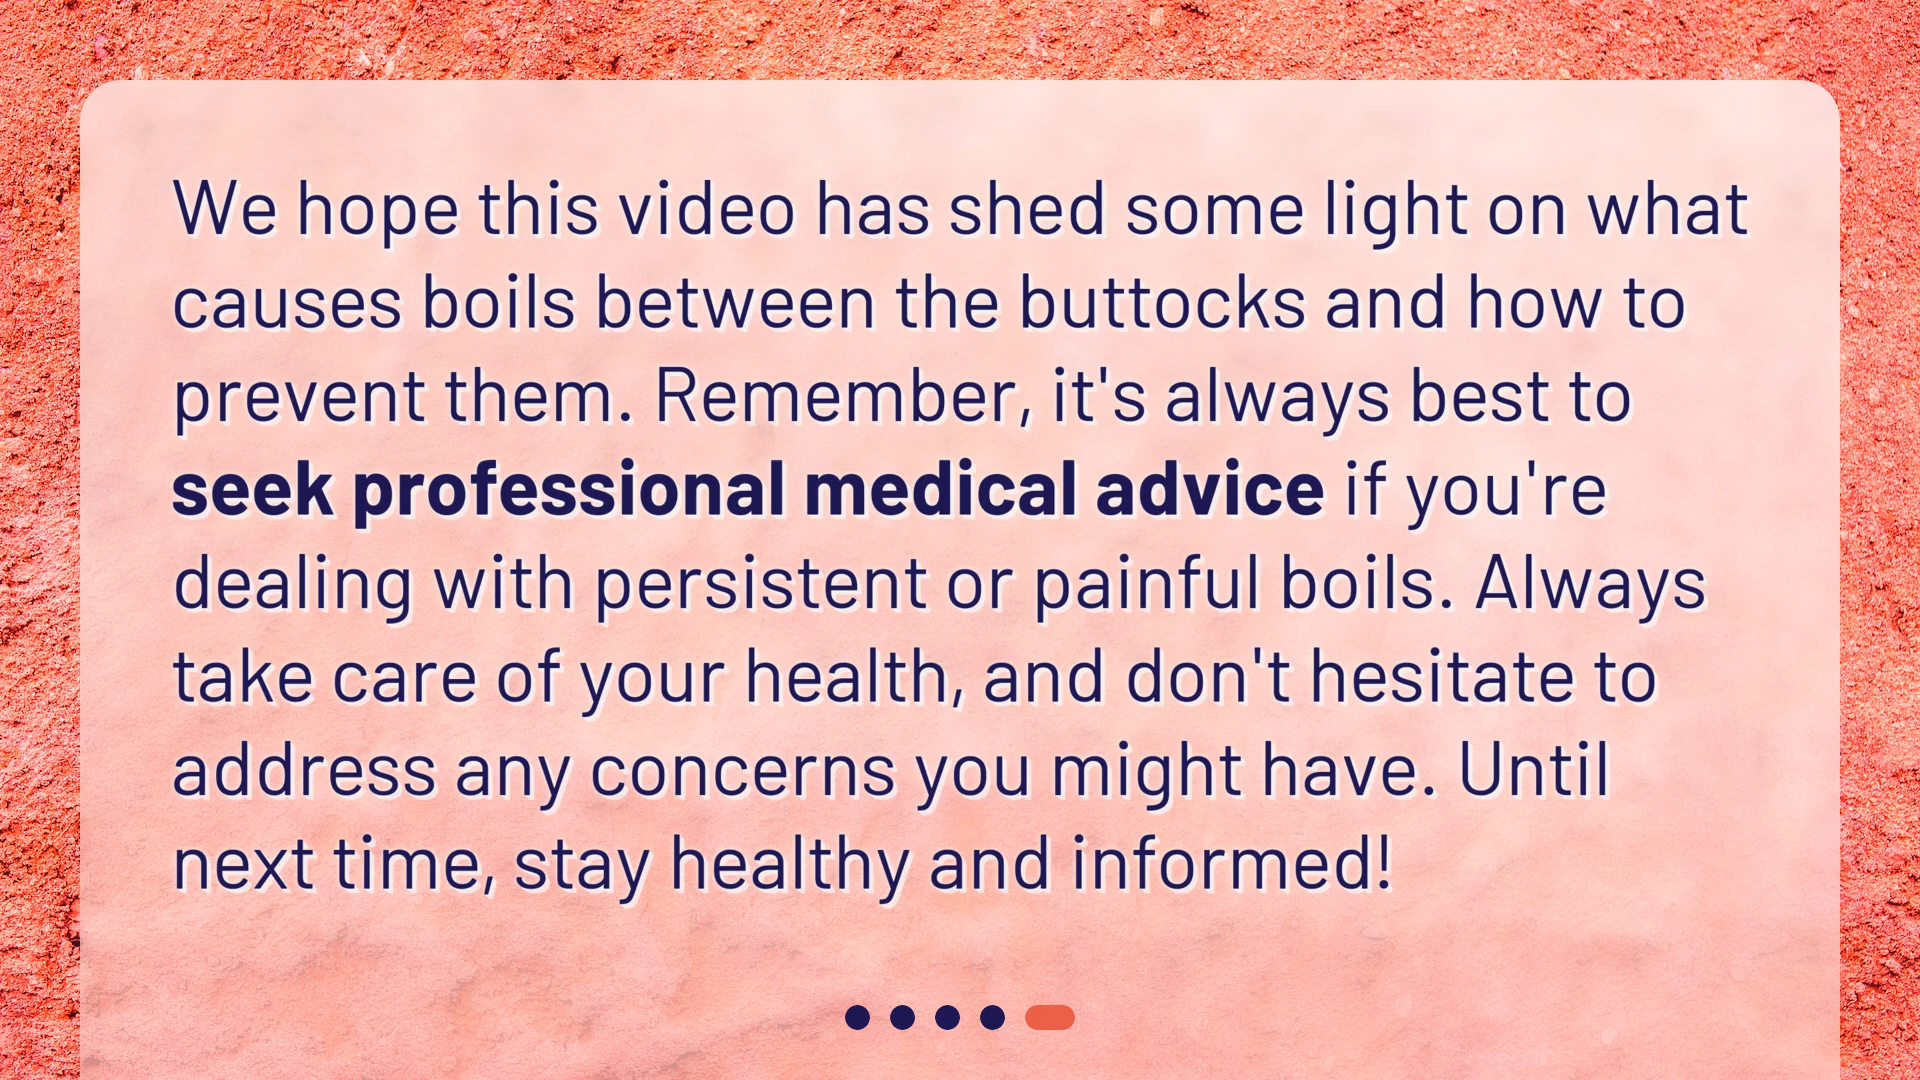 We hope this video has shed some light on what
causes boils between the buttocks and how to
prevent them. Remember, it's always best to
seek professional medical advice if you're
dealing with persistent or painful boils. Always
take care of your health, and don't hesitate to
address any concerns you might have. Until
next time, stay healthy and informed!